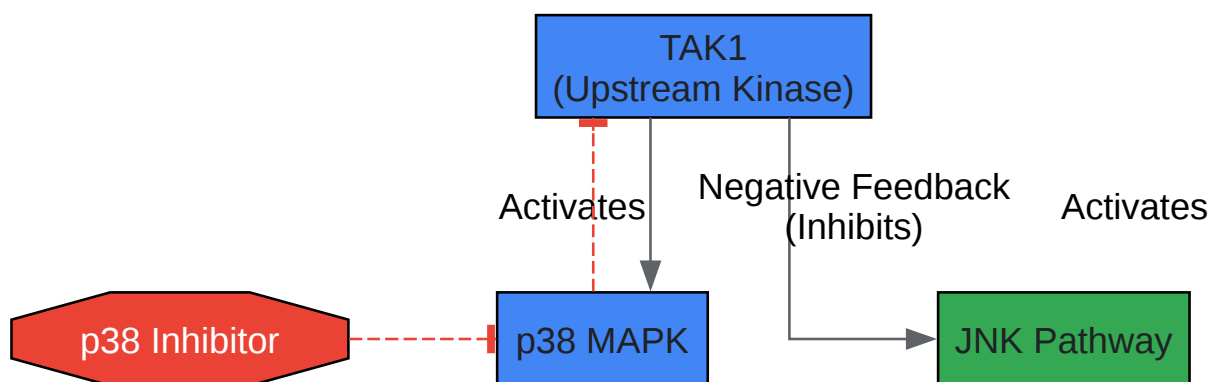 TAK1
(Upstream Kinase)
Activates
Negative Feedback
(Inhibits)
Activates
p38 Inhibitor
p38 MAPK
JNK Pathway